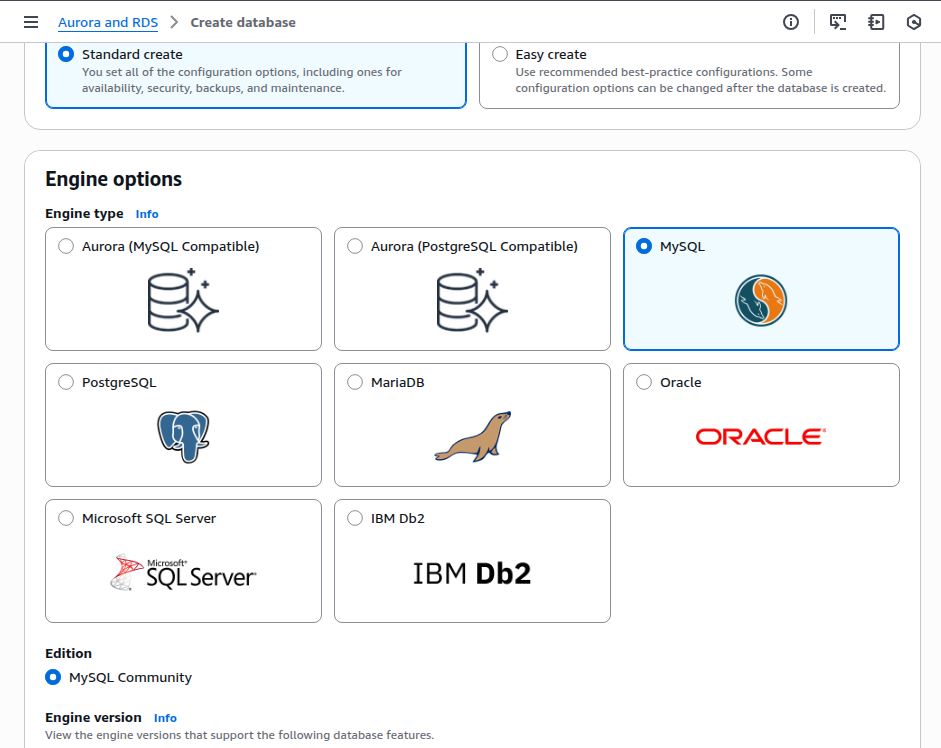 Aurora and RDS > Create database
Standard create
You set all of the configuration options, including ones for
availability, security, backups, and maintenance.
Easy create
Use recommended best-practice configurations. Some
configuration options can be changed after the database is created.
Engine options
Engine type Info
Aurora (MySQL Compatible)
Aurora (PostgreSQL Compatible)
MySQL
PostgreSQL
MariaDB
Oracle
ORACLE
Microsoft SQL Server
Microsoft®
SQL Server
IBM Db2
IBM Db2
Edition
MySQL Community
Engine version Info
View the engine versions that support the following database features.